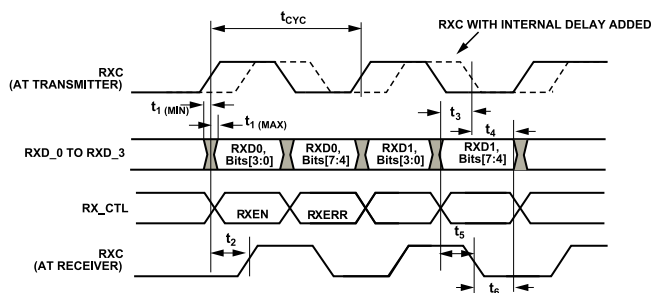 tCYC
RXC WITH INTERNAL DELAY ADDED
RXC
(AT TRANSMITTER)
t1 (MIN)
t1 (MAX)
t3
t4
RXD_0 TO RXD_3
RXD0,
Bits[3:0]
RXD0,
Bits[7:4]
RXD1,
Bits[3:0]
RXD1,
Bits[7:4]
RX_CTL
RXEN
RXERR
t2
t5
RXC
(AT RECEIVER)
t6